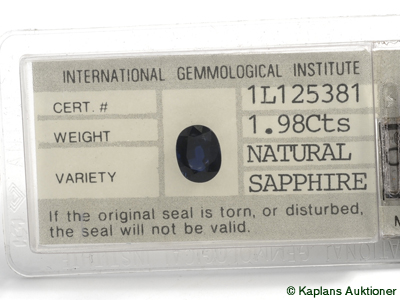 INTERNATIONAL GEMMOLOGICAL INSTITUTE
CERT. # 1L125381
WEIGHT 1.98Cts
VARIETY NATURAL
SAPPHIRE
If the original seal is torn, or disturbed,
the seal will not be valid.
© Kaplans Auktioner